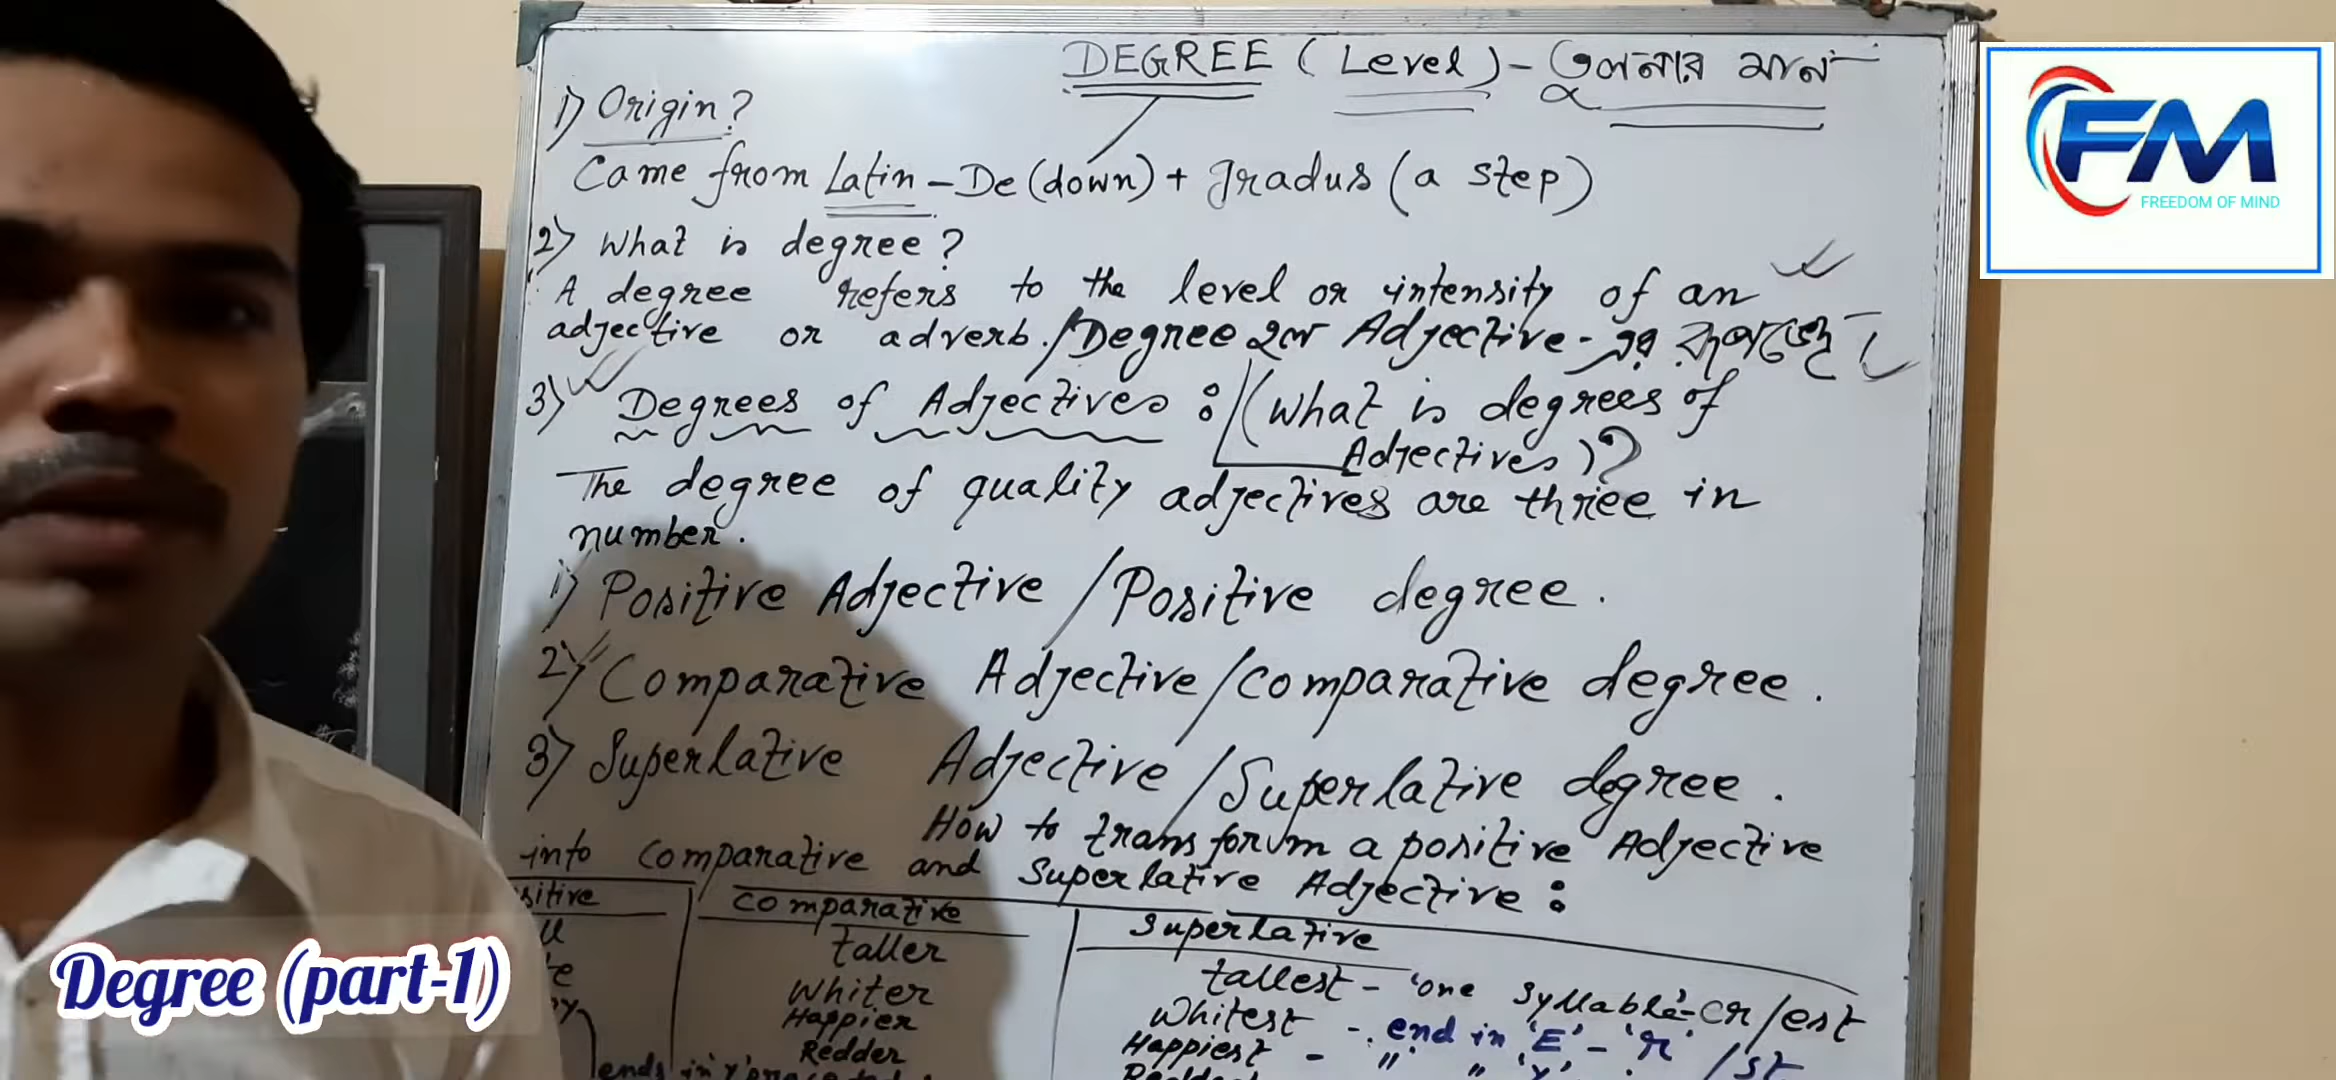 DEGREE (Level) - তুলনার মান
1) Origin?
Came from Latin - De (down) + gradus (a step)
2) What is degree?
A degree refers to the level or intensity of an
adjective or adverb. / Degree হল Adjective-এর রূপভেদ।
3) Degrees of Adjectives : (What is degrees of
Adjectives)?
The degree of quality adjectives are three in
number.
1) Positive Adjective / Positive degree.
2) Comparative Adjective / Comparative degree.
3) Superlative Adjective / Superlative degree.
How to transform a positive Adjective
into comparative and Superlative Adjective :
sitive comparative Superlative
taller tallest - 'one syllable'- er/est
Whiter Whitest - end in 'E' - 'r' / st
Happier Happiest - " " 'Y'
Redder
ends in 'Y'
FM
FREEDOM OF MIND
Degree (part-1)